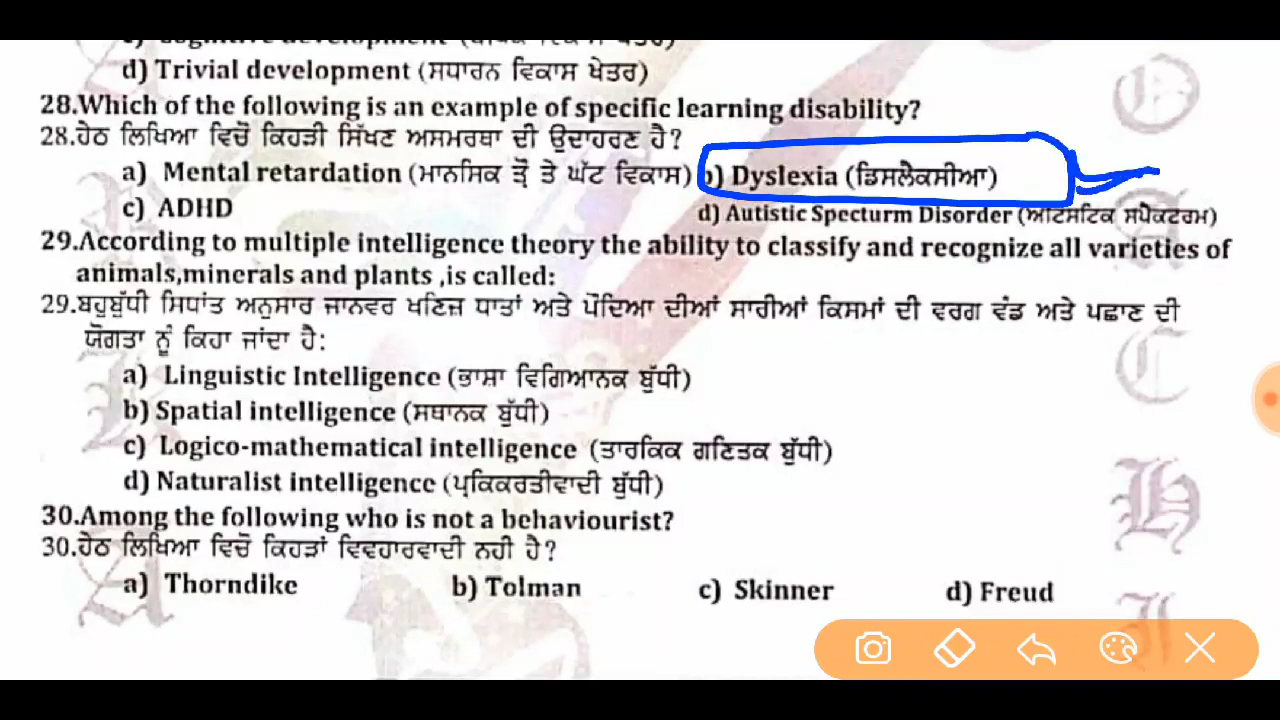 d) Trivial development (ਸਧਾਰਨ ਵਿਕਾਸ ਖੇਤਰ)
28.Which of the following is an example of specific learning disability?
28.ਹੇਠ ਲਿਖਿਆ ਵਿਚੋਂ ਕਿਹੜੀ ਸਿੱਖਣ ਅਸਮਰਥਾ ਦੀ ਉਦਾਹਰਣ ਹੈ?
a) Mental retardation (ਮਾਨਸਿਕ ਤੌ ਤੇ ਘੱਟ ਵਿਕਾਸ) b) Dyslexia (ਡਿਸਲੈਕਸੀਆ)
c) ADHD d) Autistic Specturm Disorder (ਅਟਿਸਟਿਕ ਸਪੈਕਟਰਮ)
29.According to multiple intelligence theory the ability to classify and recognize all varieties of
animals,minerals and plants ,is called:
29.ਬਹੁਬੁੱਧੀ ਸਿਧਾਂਤ ਅਨੁਸਾਰ ਜਾਨਵਰ ਖਣਿਜ਼ ਧਾਤਾਂ ਅਤੇ ਪੌਦਿਆ ਦੀਆਂ ਸਾਰੀਆਂ ਕਿਸਮਾਂ ਦੀ ਵਰਗ ਵੰਡ ਅਤੇ ਪਛਾਣ ਦੀ
ਯੋਗਤਾ ਨੂੰ ਕਿਹਾ ਜਾਂਦਾ ਹੈ:
a) Linguistic Intelligence (ਭਾਸ਼ਾ ਵਿਗਿਆਨਕ ਬੁੱਧੀ)
b) Spatial intelligence (ਸਥਾਨਕ ਬੁੱਧੀ)
c) Logico-mathematical intelligence (ਤਾਰਕਿਕ ਗਣਿਤਕ ਬੁੱਧੀ)
d) Naturalist intelligence (ਪ੍ਰਕਿਰਤੀਵਾਦੀ ਬੁੱਧੀ)
30.Among the following who is not a behaviourist?
30.ਹੇਠ ਲਿਖਿਆ ਵਿਚੋਂ ਕਿਹੜਾਂ ਵਿਵਹਾਰਵਾਦੀ ਨਹੀ ਹੈ?
a) Thorndike b) Tolman c) Skinner d) Freud